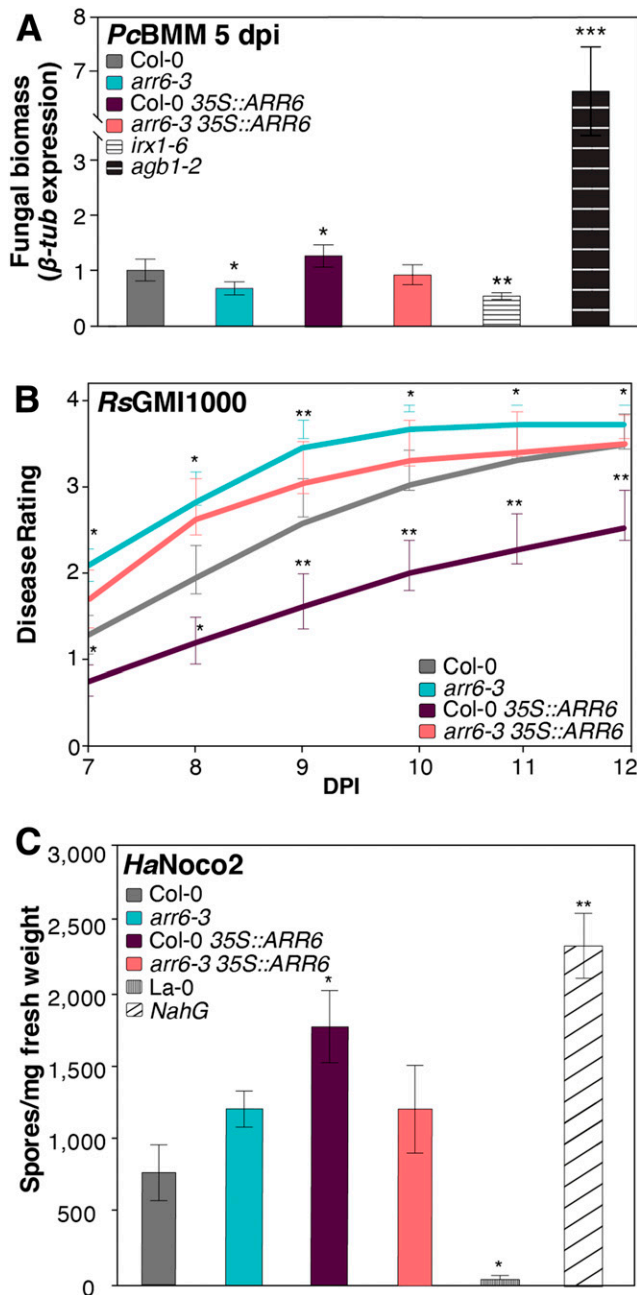 A
PcBMM 5 dpi
Col-0
arr6-3
Col-0 35S::ARR6
arr6-3 35S::ARR6
irx1-6
agb1-2
Fungal biomass
(β-tub expression)
8
7
3
2
1
0
*
*
**
***
B
RsGMI1000
Disease Rating
4
3
2
1
0
*
*
**
*
*
*
*
*
**
**
**
**
Col-0
arr6-3
Col-0 35S::ARR6
arr6-3 35S::ARR6
7
8
9
10
11
12
DPI
C
HaNoco2
Col-0
arr6-3
Col-0 35S::ARR6
arr6-3 35S::ARR6
La-0
NahG
Spores/mg fresh weight
3,000
2,500
2,000
1,500
1,000
500
0
*
*
**